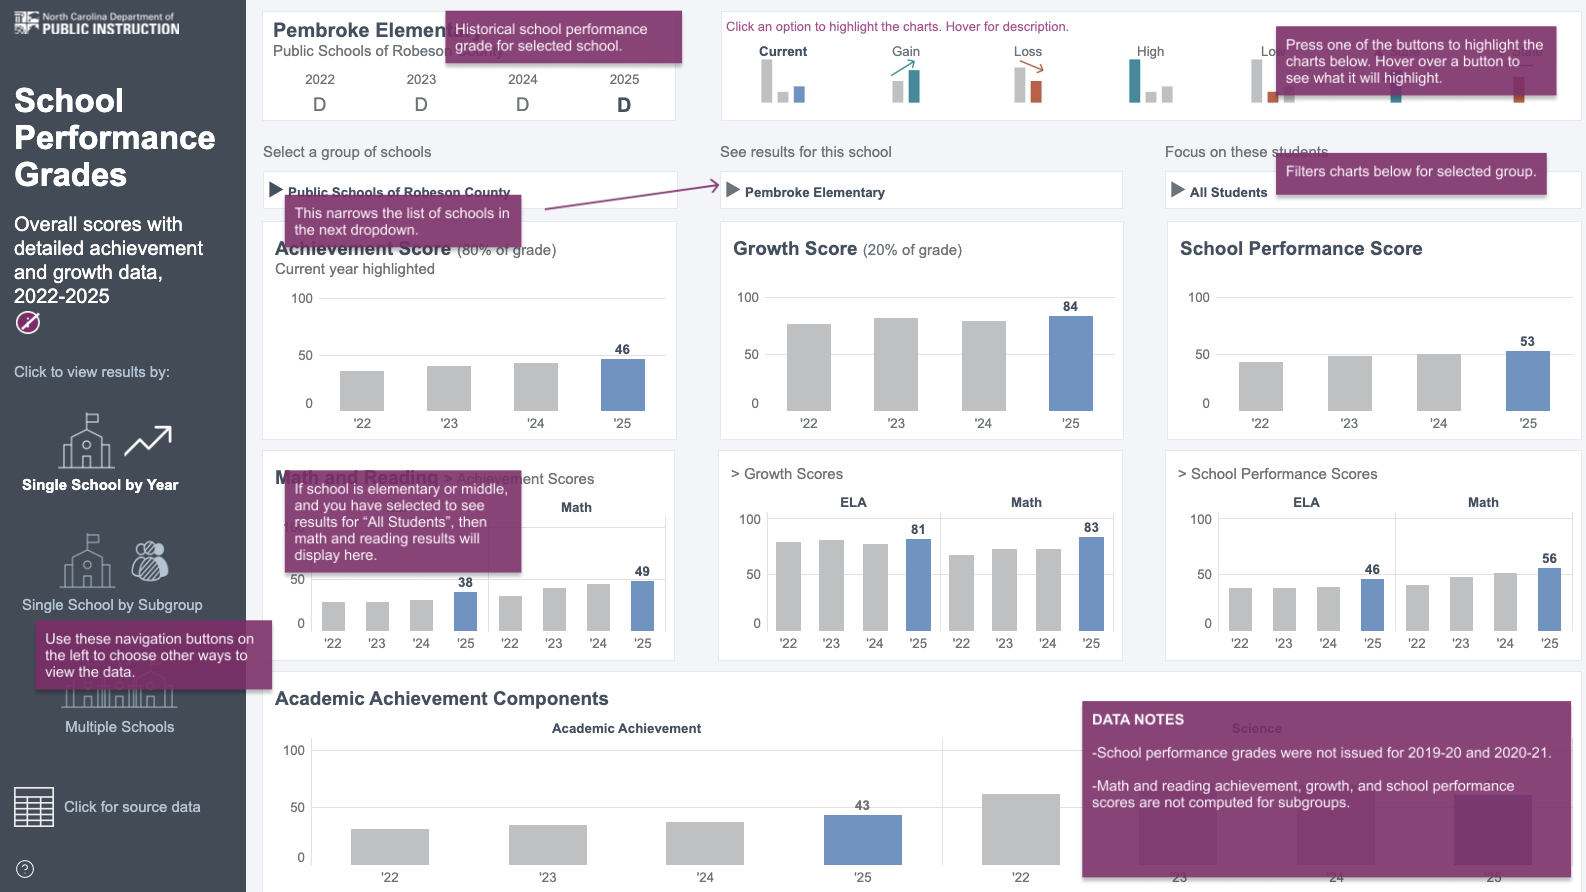 North Carolina Department of
PUBLIC INSTRUCTION
School
Performance
Grades
Overall scores with
detailed achievement
and growth data,
2022-2025
Click to view results by:
Single School by Year
Single School by Subgroup
Use these navigation buttons on
the left to choose other ways to
view the data.
Multiple Schools
Click for source data
?
Pembroke Elementary
Public Schools of Robeson County
Historical school performance
grade for selected school.
2022 2023 2024 2025
D D D D
Click an option to highlight the charts. Hover for description.
Current Gain Loss High Low
Press one of the buttons to highlight the
charts below. Hover over a button to
see what it will highlight.
Select a group of schools
Public Schools of Robeson County
This narrows the list of schools in
the next dropdown.
See results for this school
Pembroke Elementary
Focus on these students
All Students
Filters charts below for selected group.
Achievement Score (80% of grade)
Current year highlighted
100
50
0
46
'22 '23 '24 '25
Growth Score (20% of grade)
100
50
0
84
'22 '23 '24 '25
School Performance Score
100
50
0
53
'22 '23 '24 '25
Math and Reading > Achievement Scores
If school is elementary or middle,
and you have selected to see
results for “All Students”, then
math and reading results will
display here.
Math
100
50
0
38 49
'22 '23 '24 '25 '22 '23 '24 '25
> Growth Scores
ELA Math
100
50
0
81 83
'22 '23 '24 '25 '22 '23 '24 '25
> School Performance Scores
ELA Math
100
50
0
46 56
'22 '23 '24 '25 '22 '23 '24 '25
Academic Achievement Components
Academic Achievement Science
100
50
0
43
'22 '23 '24 '25 '22 '23 '24 '25
DATA NOTES
-School performance grades were not issued for 2019-20 and 2020-21.
-Math and reading achievement, growth, and school performance
scores are not computed for subgroups.